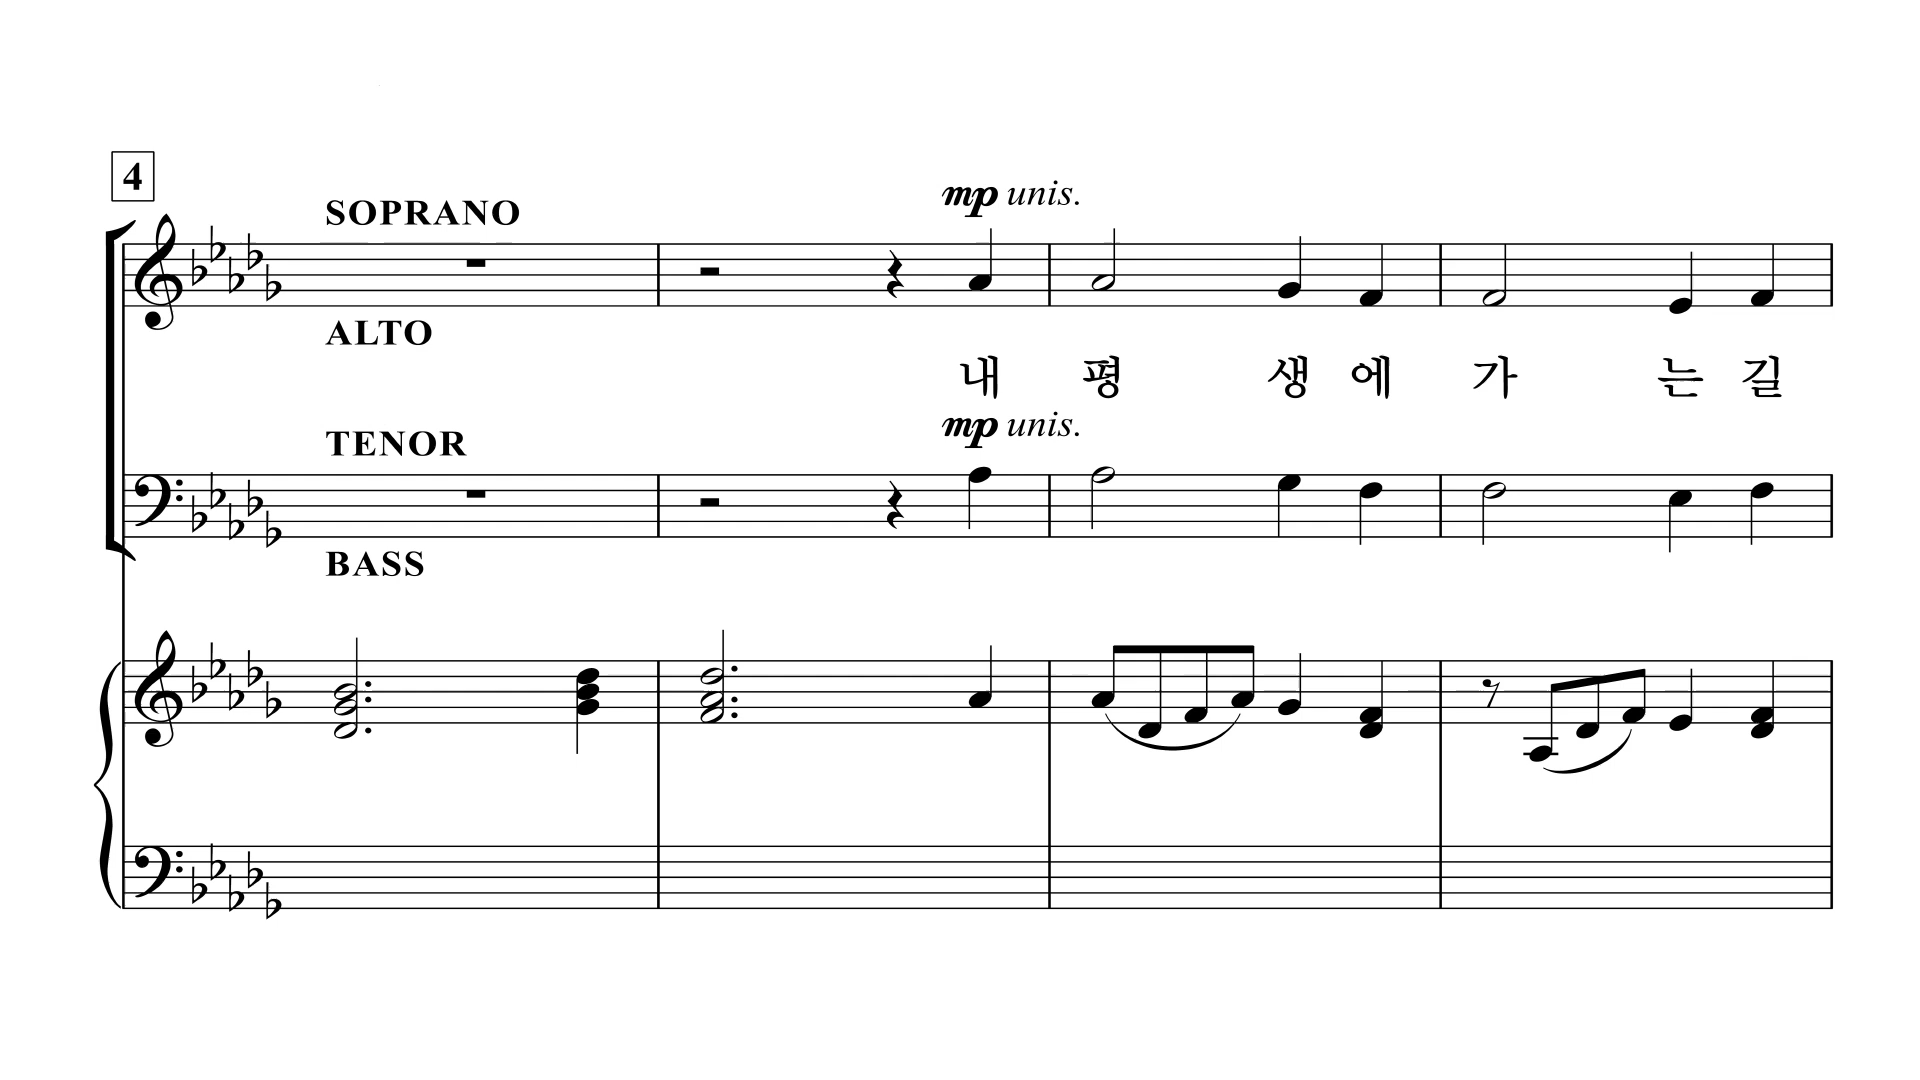 4
SOPRANO
mp unis.
ALTO
내 평 생 에 가 는 길
mp unis.
TENOR
BASS